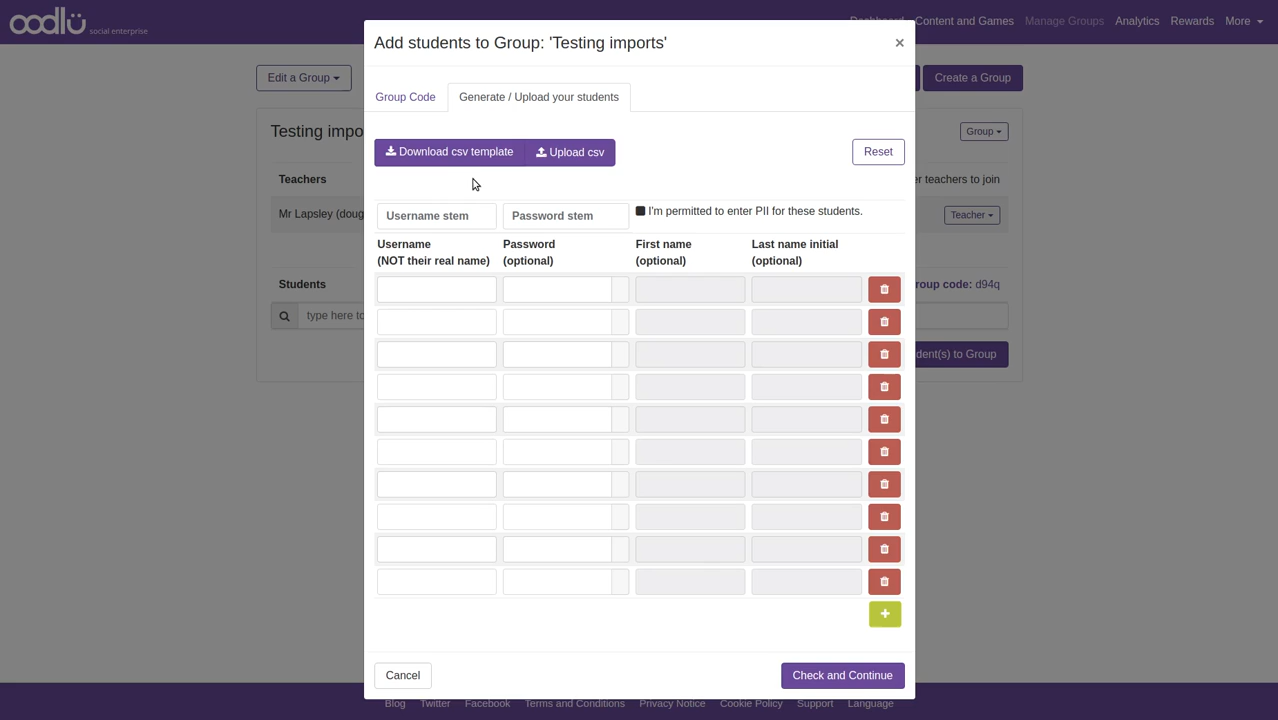 oodlü social enterprise
Dashboard Content and Games Manage Groups Analytics Rewards More
Add students to Group: 'Testing imports'
×
Edit a Group
Create a Group
Group Code
Generate / Upload your students
Testing impo
Group
Download csv template
Upload csv
Reset
Teachers
er teachers to join
Mr Lapsley (doug
Teacher
Username stem
Password stem
I'm permitted to enter PII for these students.
Username
(NOT their real name)
Password
(optional)
First name
(optional)
Last name initial
(optional)
Students
roup code: d94q
type here to
dent(s) to Group
Cancel
Check and Continue
Blog Twitter Facebook Terms and Conditions Privacy Notice Cookie Policy Support Language